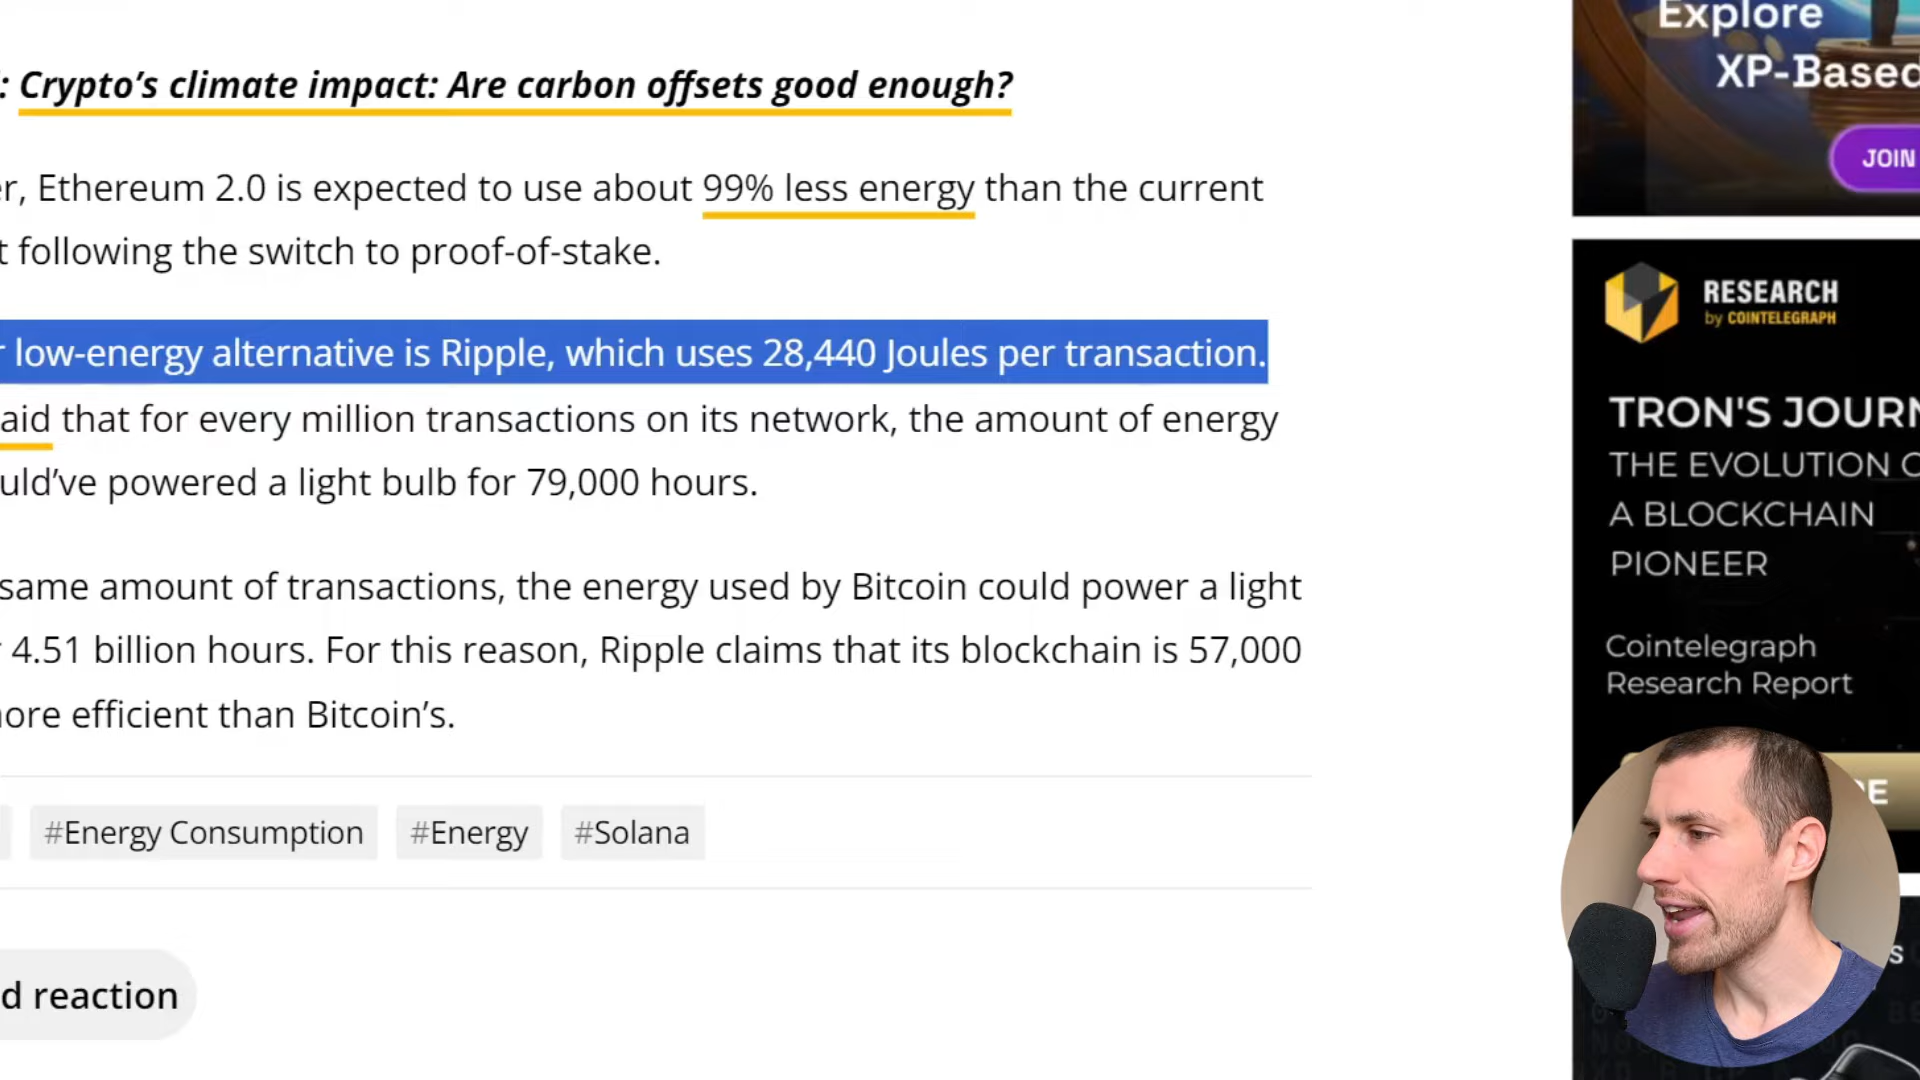 : Crypto’s climate impact: Are carbon offsets good enough?
er, Ethereum 2.0 is expected to use about 99% less energy than the current
t following the switch to proof-of-stake.
r low-energy alternative is Ripple, which uses 28,440 Joules per transaction.
aid that for every million transactions on its network, the amount of energy
uld’ve powered a light bulb for 79,000 hours.
same amount of transactions, the energy used by Bitcoin could power a light
r 4.51 billion hours. For this reason, Ripple claims that its blockchain is 57,000
ore efficient than Bitcoin’s.
#Energy Consumption #Energy #Solana
d reaction
Explore
XP-Based
JOIN
RESEARCH
by COINTELEGRAPH
TRON'S JOURN
THE EVOLUTION O
A BLOCKCHAIN
PIONEER
Cointelegraph
Research Report
RE